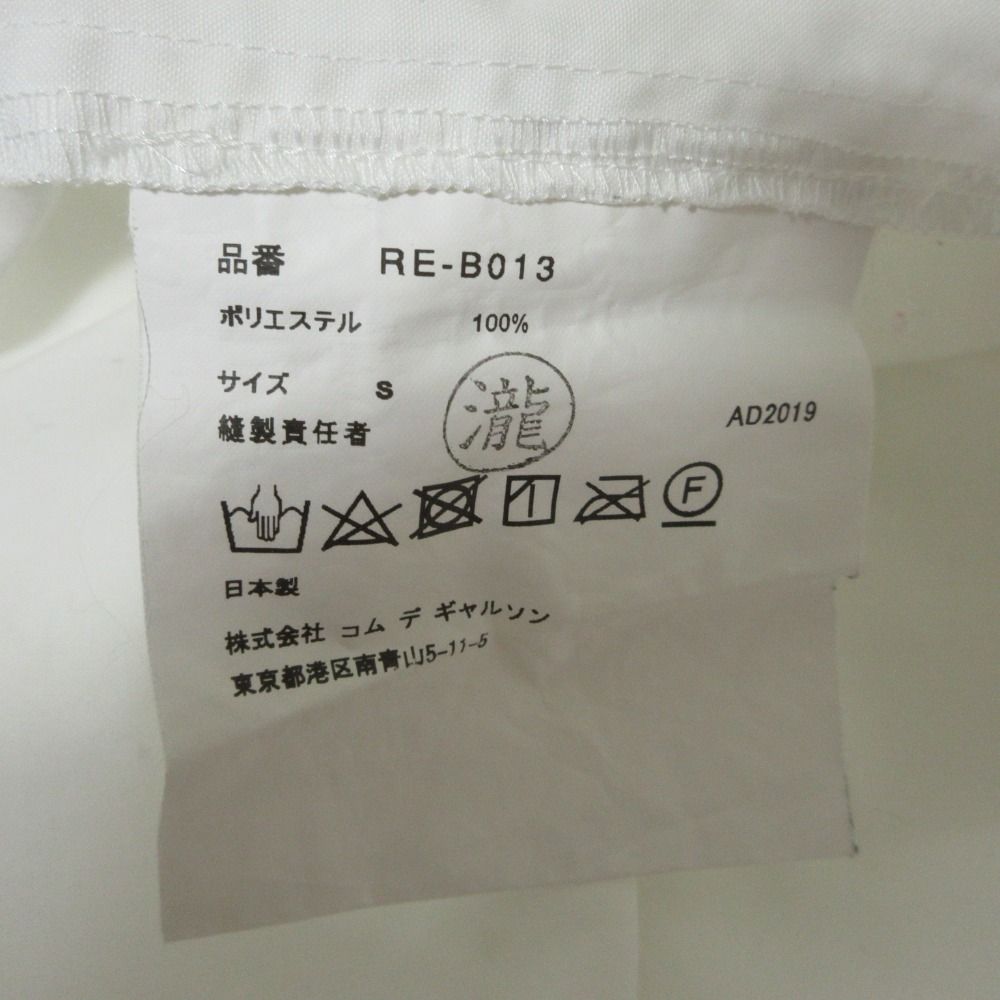 品番 RE-B013
ポリエステル 100%
サイズ S
瀧
縫製責任者
AD2019
F
日本製
株式会社 コム デ ギャルソン
東京都港区南青山5-11-5